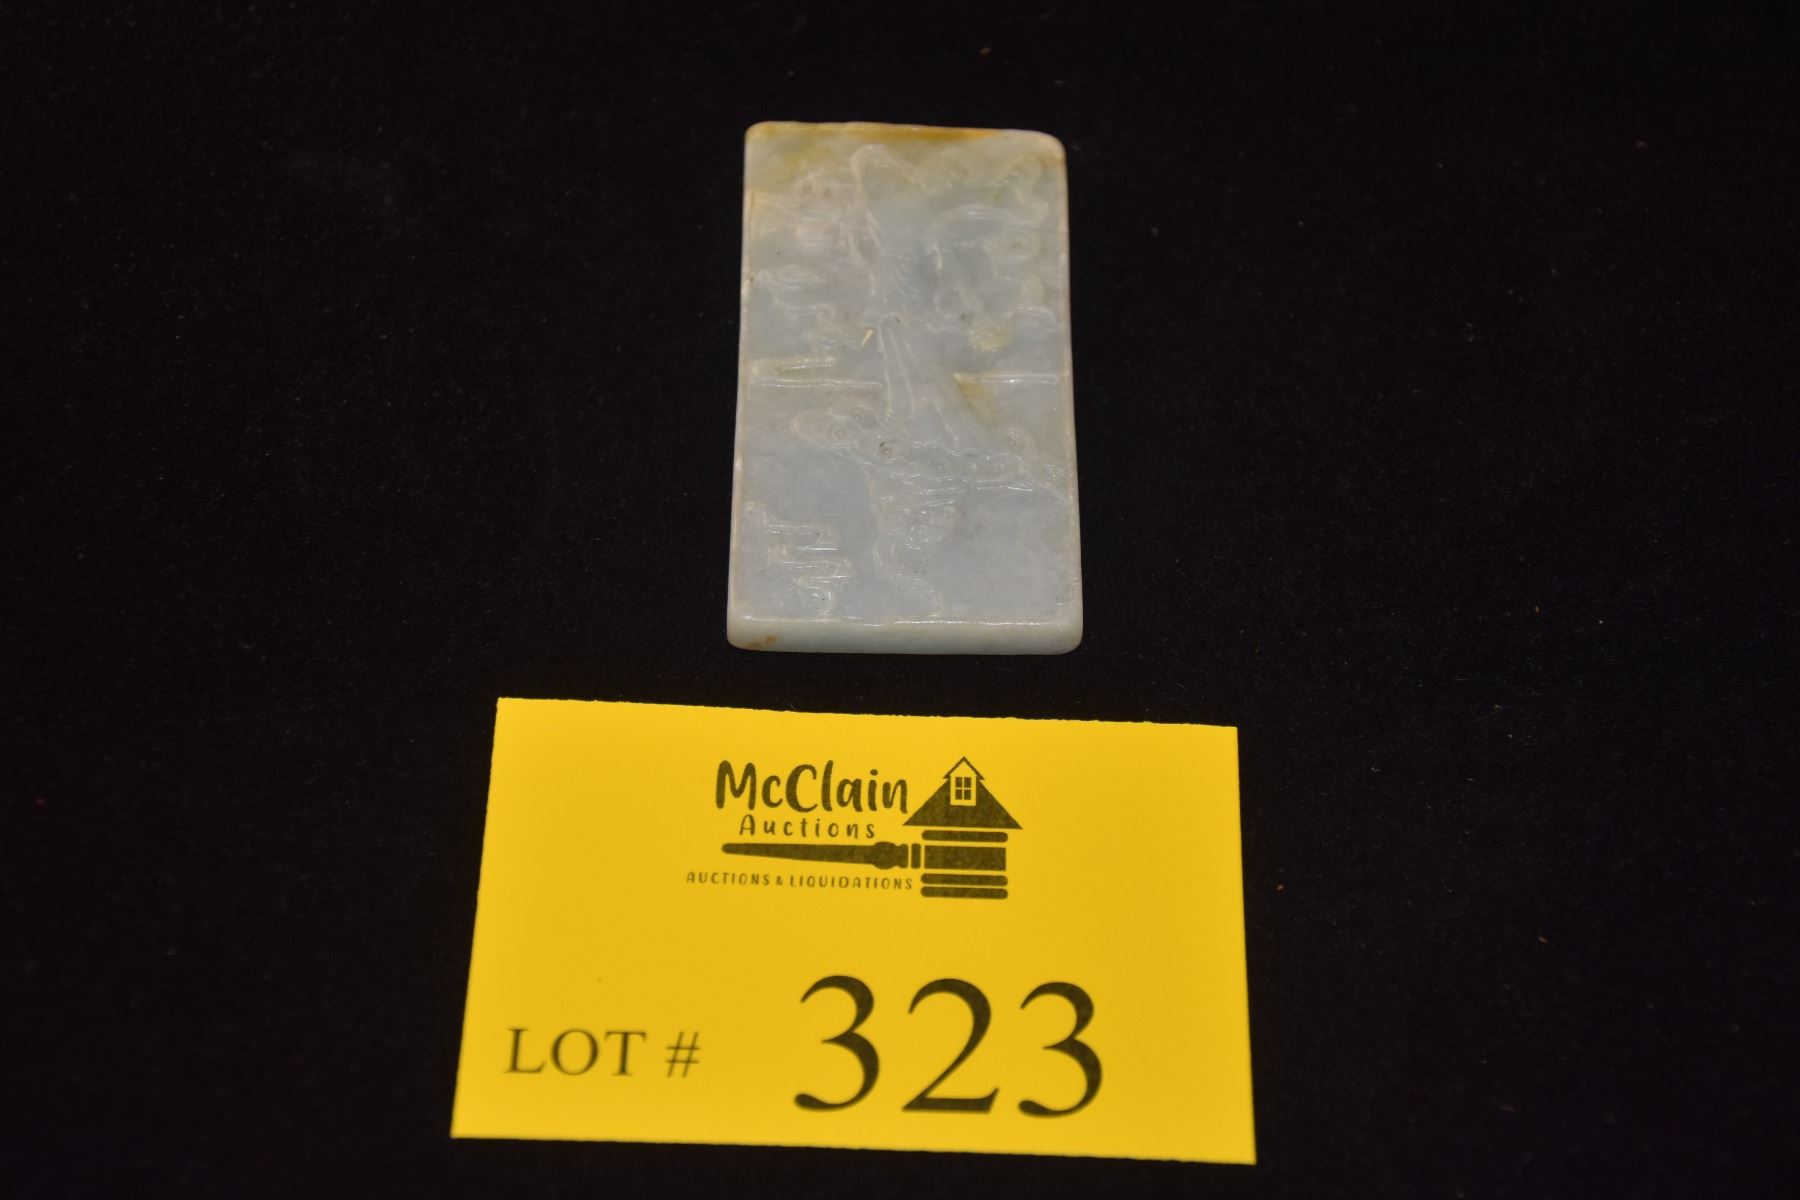 McClain
Auctions
AUCTIONS & LIQUIDATIONS
LOT # 323